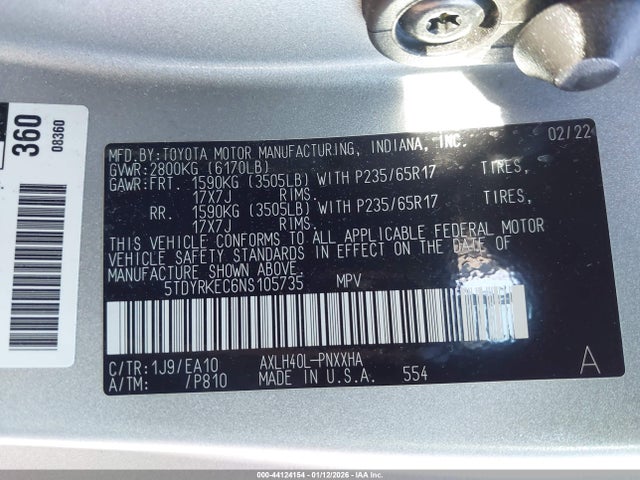 360
08360
MFD.BY: TOYOTA MOTOR MANUFACTURING, INDIANA, INC. 02/22
GVWR: 2800KG (6170LB)
GAWR: FRT. 1590KG (3505LB) WITH P235/65R17 TIRES,
17X7J RIMS.
RR. 1590KG (3505LB) WITH P235/65R17 TIRES,
17X7J RIMS.
THIS VEHICLE CONFORMS TO ALL APPLICABLE FEDERAL MOTOR
VEHICLE SAFETY STANDARDS IN EFFECT ON THE DATE OF
MANUFACTURE SHOWN ABOVE.
5TDYRKEC6NS105735 MPV
C/TR: 1J9/EA10 AXLH40L-PNXXHA
A/TM: /P810 MADE IN U.S.A. 554 A
000-44124154 - 01/12/2026 - IAA Inc.